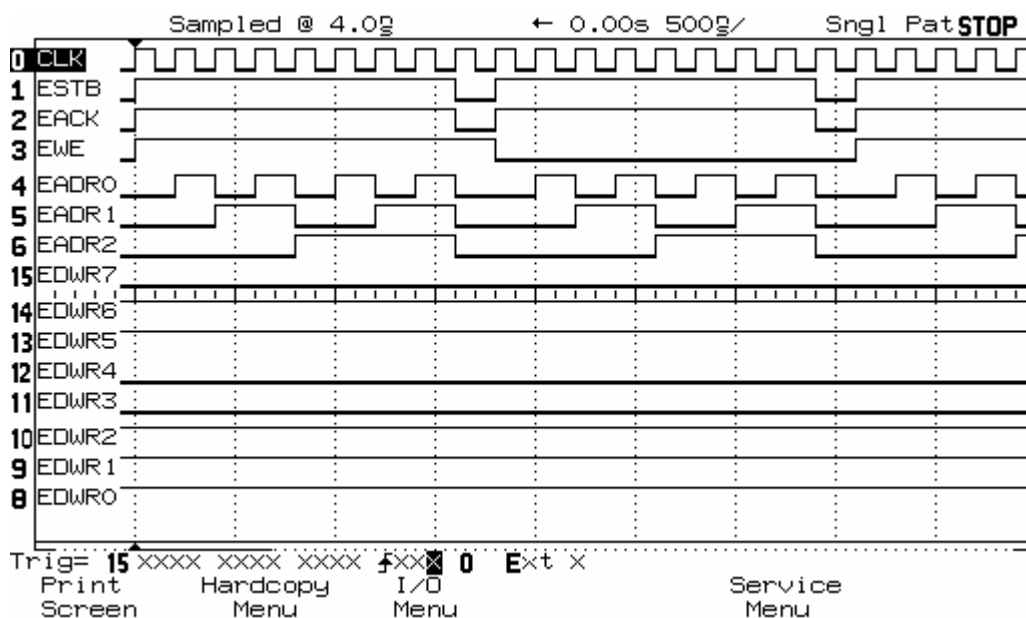 Sampled @ 4.0ns ← 0.00s 500ns/ Sngl Pat STOP
0 CLK
1 ESTB
2 EACK
3 EWE
4 EADR0
5 EADR1
6 EADR2
15 EDWR7
14 EDWR6
13 EDWR5
12 EDWR4
11 EDWR3
10 EDWR2
9 EDWR1
8 EDWR0
Trig= 15 XXXX XXXX XXXX ↑XXX 0 Ext X
Print Hardcopy I/O Service
Screen Menu Menu Menu